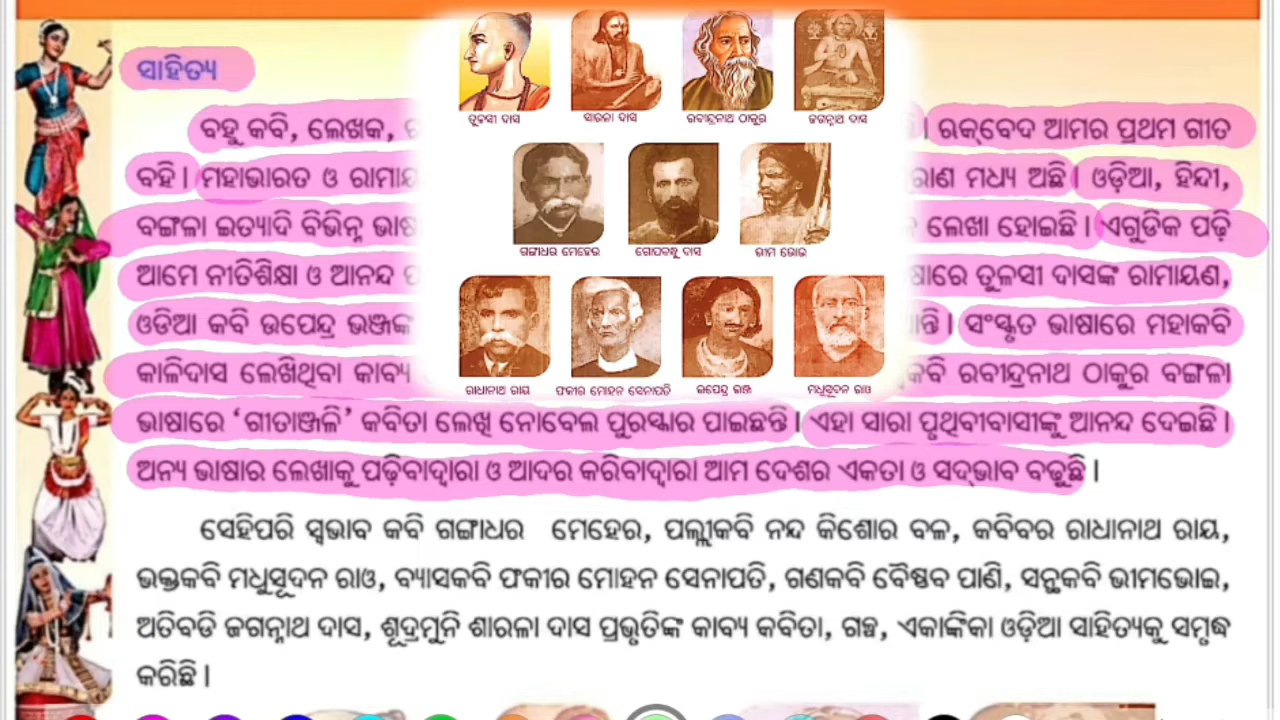 ସାହିତ୍ୟ
ତୁଳସୀ ଦାସ ସାରଳା ଦାସ ରବୀନ୍ଦ୍ରନାଥ ଠାକୁର ଜଗନ୍ନାଥ ଦାସ
ବହୁ କବି, ଲେଖକ, । ଋକ୍‌ବେଦ ଆମର ପ୍ରଥମ ଗୀତ
ବହି । ମହାଭାରତ ଓ ମଧ୍ୟ ଅଛି । ଓଡ଼ିଆ, ହିନ୍ଦୀ,
ବଙ୍ଗଳା ଇତ୍ୟାଦି ବିଭିନ୍ନ ଲେଖା ହୋଇଛି । ଏଗୁଡିକ ପଢ଼ି
ଗଙ୍ଗାଧର ମେହେର ଗୋପବନ୍ଧୁ ଦାସ ଭୀମ ଭୋଇ
ଆମେ ନୀତିଶିକ୍ଷା ଓ ଆନନ୍ଦ ତୁଳସୀ ଦାସଙ୍କ ରାମାୟଣ,
ଓଡିଆ କବି ଉପେନ୍ଦ୍ର ଭଞ୍ଜଙ୍କ । ସଂସ୍କୃତ ଭାଷାରେ ମହାକବି
କାଳିଦାସ ଲେଖିଥିବା କାବ୍ୟ ରବୀନ୍ଦ୍ରନାଥ ଠାକୁର ବଙ୍ଗଳା
ରାଧାନାଥ ରାୟ ଫକୀର ମୋହନ ସେନାପତି ଉପେନ୍ଦ୍ର ଭଞ୍ଜ ମଧୁସୂଦନ ରାଓ
ଭାଷାରେ ‘ଗୀତାଞ୍ଜଳି’ କବିତା ଲେଖି ନୋବେଲ ପୁରସ୍କାର ପାଇଛନ୍ତି । ଏହା ସାରା ପୃଥିବୀବାସୀଙ୍କୁ ଆନନ୍ଦ ଦେଇଛି ।
ଅନ୍ୟ ଭାଷାର ଲେଖାକୁ ପଢ଼ିବାଦ୍ୱାରା ଓ ଆଦର କରିବାଦ୍ୱାରା ଆମ ଦେଶର ଏକତା ଓ ସଦ୍‌ଭାବ ବଢୁଛି ।
ସେହିପରି ସ୍ୱଭାବ କବି ଗଙ୍ଗାଧର ମେହେର, ପଲ୍ଲୀକବି ନନ୍ଦ କିଶୋର ବଳ, କବିବର ରାଧାନାଥ ରାୟ,
ଭକ୍ତକବି ମଧୁସୂଦନ ରାଓ, ବ୍ୟାସକବି ଫକୀର ମୋହନ ସେନାପତି, ଗଣକବି ବୈଷ୍ଣବ ପାଣି, ସନ୍ଥକବି ଭୀମଭୋଇ,
ଅତିବଡି ଜଗନ୍ନାଥ ଦାସ, ଶୂଦ୍ରମୁନି ଶାରଳା ଦାସ ପ୍ରଭୃତିଙ୍କ କାବ୍ୟ କବିତା, ଗଳ୍ପ, ଏକାଙ୍କିକା ଓଡ଼ିଆ ସାହିତ୍ୟକୁ ସମୃଦ୍ଧ
କରିଛି ।